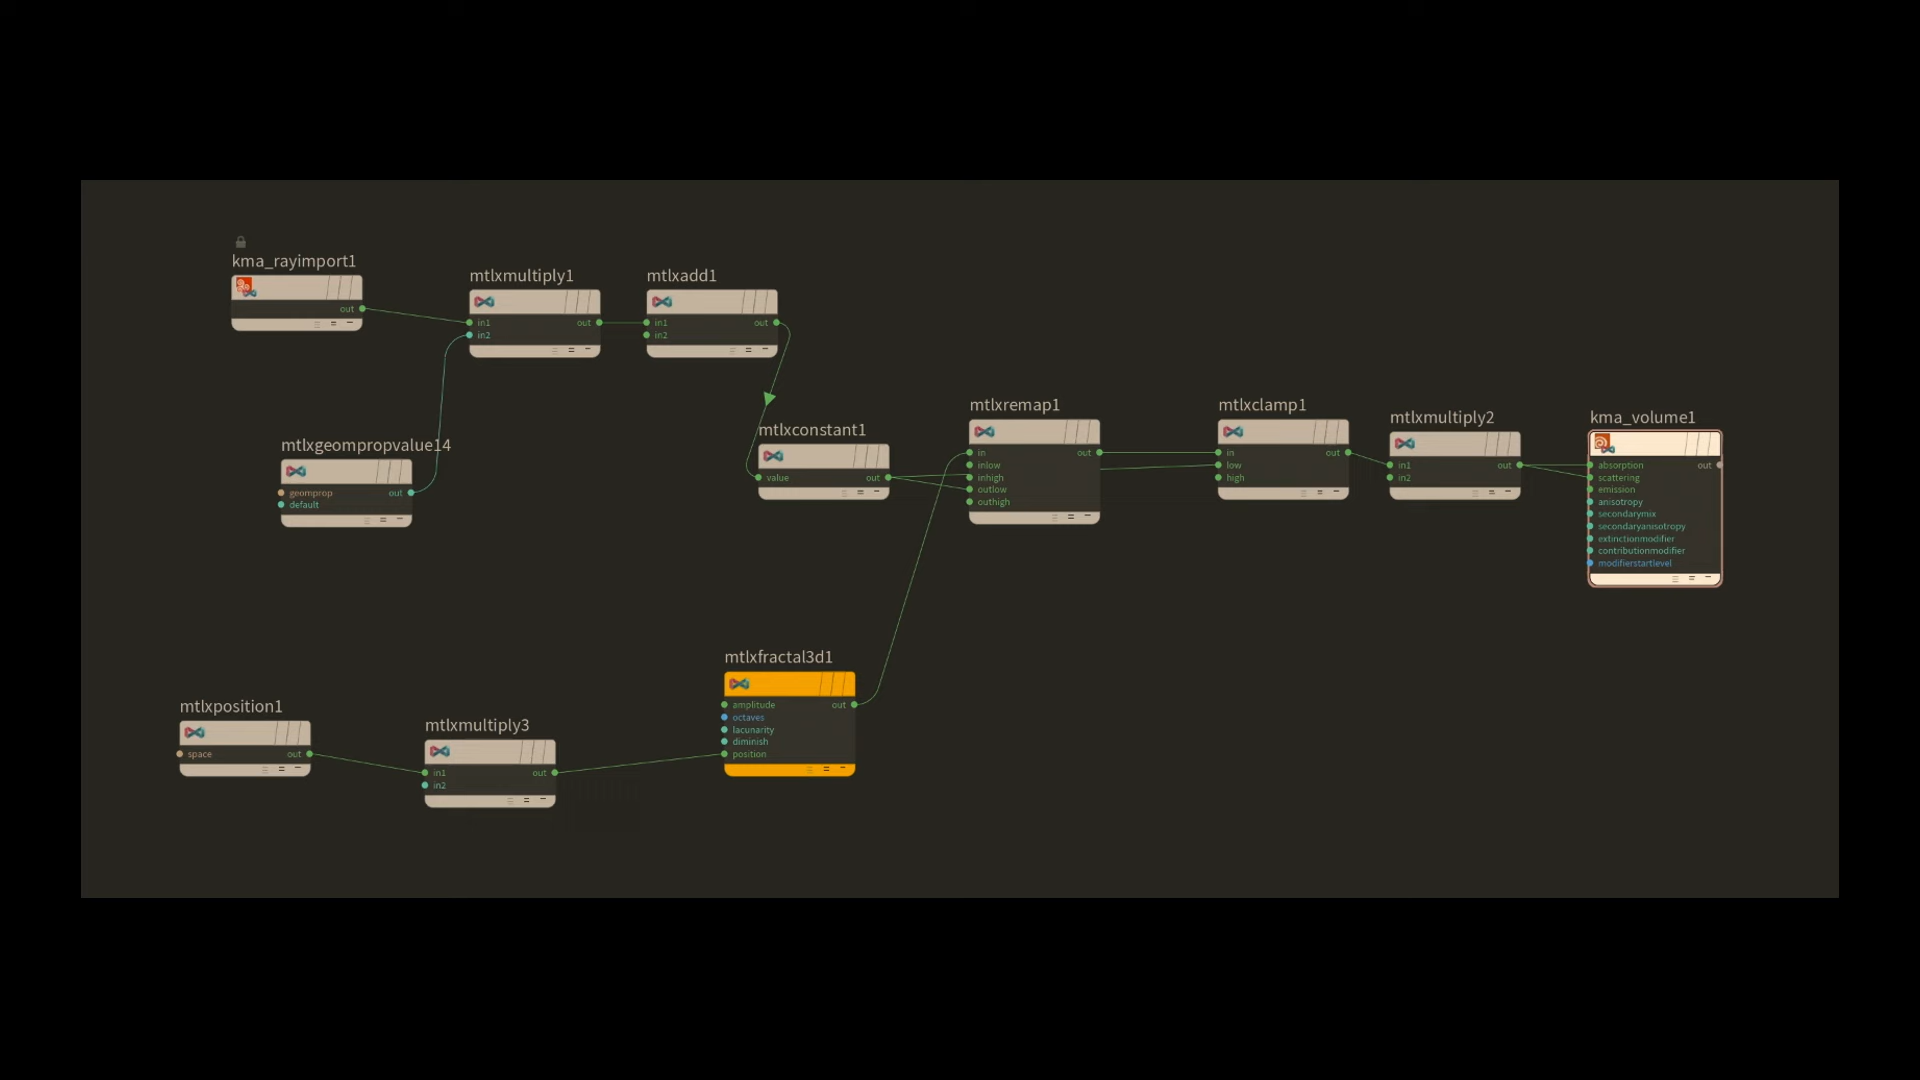 kma_rayimport1
out
mtlxmultiply1
in1 out
in2
mtlxadd1
in1 out
in2
mtlxgeompropvalue14
geomprop out
default
mtlxconstant1
value out
mtlxremap1
in out
inlow
inhigh
outlow
outhigh
mtlxclamp1
in out
low
high
mtlxmultiply2
in1 out
in2
kma_volume1
absorption out
scattering
emission
anisotropy
secondarymix
secondaryanisotropy
extinctionmodifier
contributionmodifier
modifierstartlevel
mtlxposition1
space out
mtlxmultiply3
in1 out
in2
mtlxfractal3d1
amplitude out
octaves
lacunarity
diminish
position